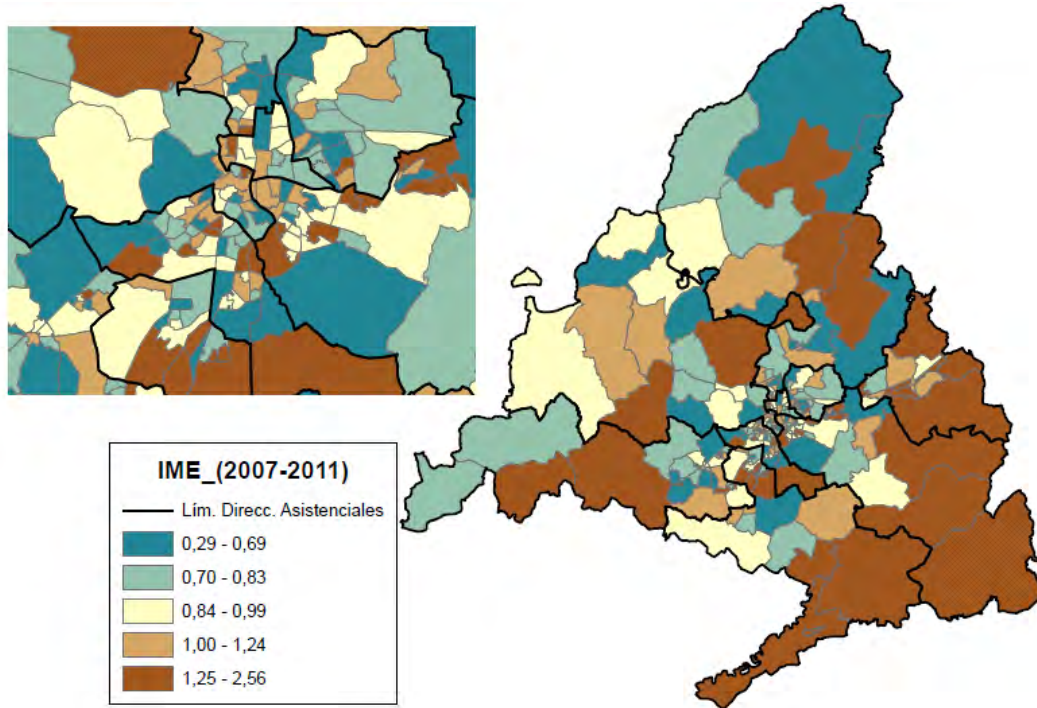 IME_(2007-2011)
Lím. Direcc. Asistenciales
0,29 - 0,69
0,70 - 0,83
0,84 - 0,99
1,00 - 1,24
1,25 - 2,56